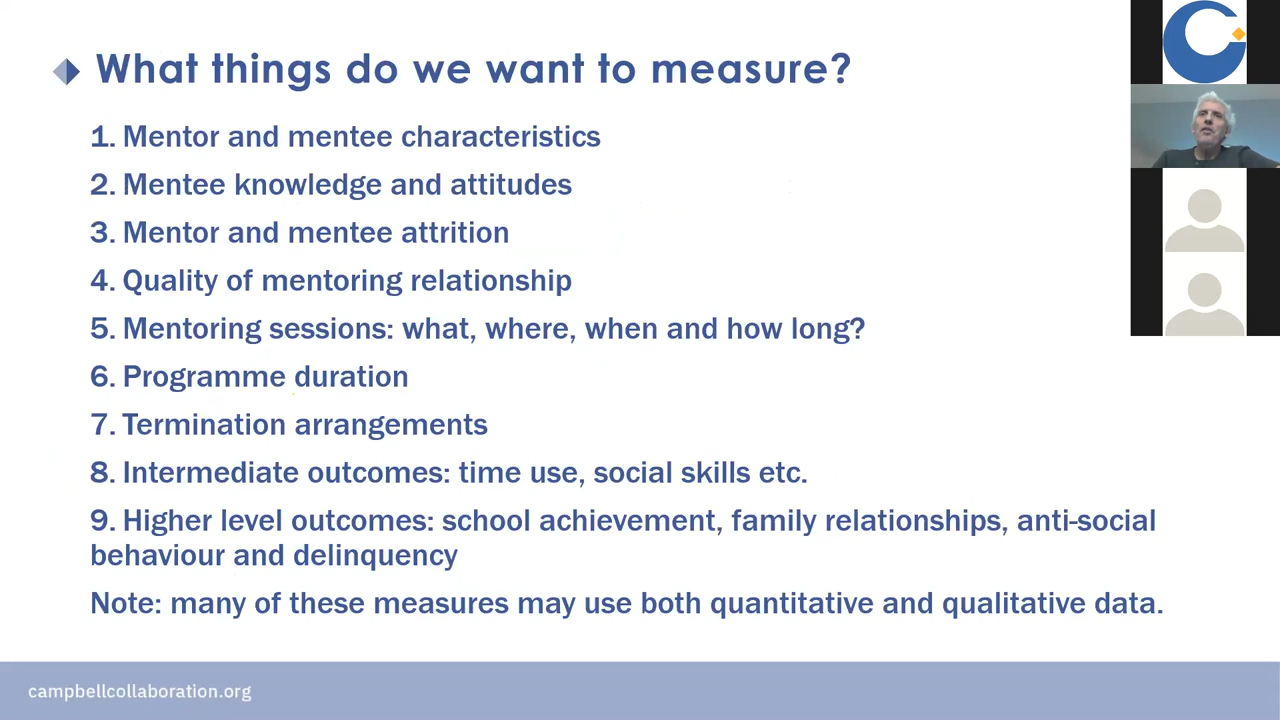 What things do we want to measure?
1. Mentor and mentee characteristics
2. Mentee knowledge and attitudes
3. Mentor and mentee attrition
4. Quality of mentoring relationship
5. Mentoring sessions: what, where, when and how long?
6. Programme duration
7. Termination arrangements
8. Intermediate outcomes: time use, social skills etc.
9. Higher level outcomes: school achievement, family relationships, anti-social
behaviour and delinquency
Note: many of these measures may use both quantitative and qualitative data.
campbellcollaboration.org